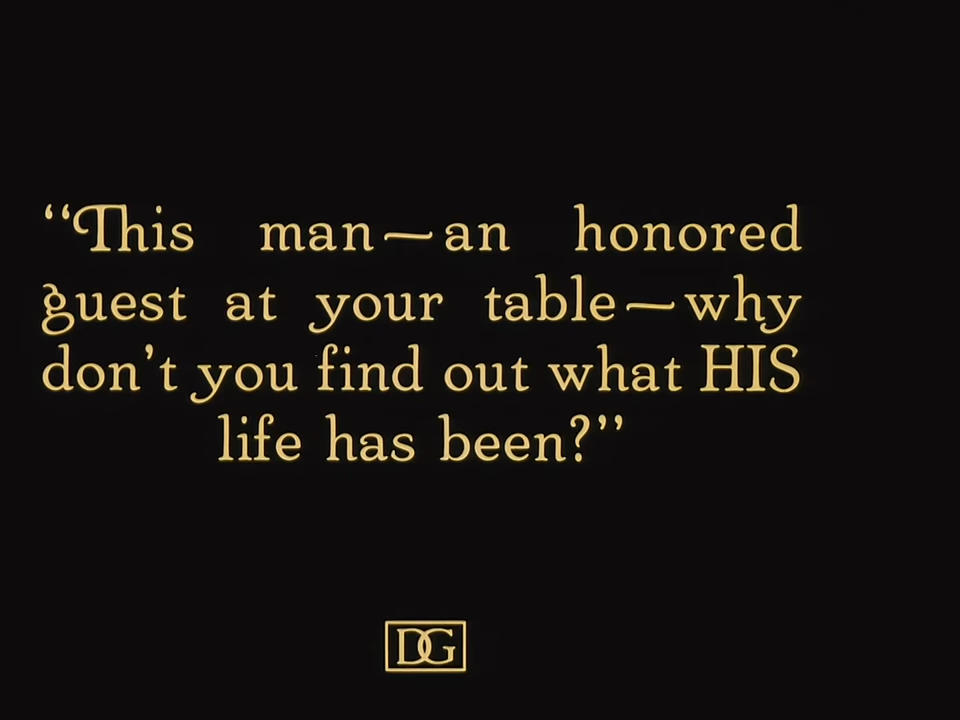 “This man—an honored
guest at your table—why
don’t you find out what HIS
life has been?”
DG